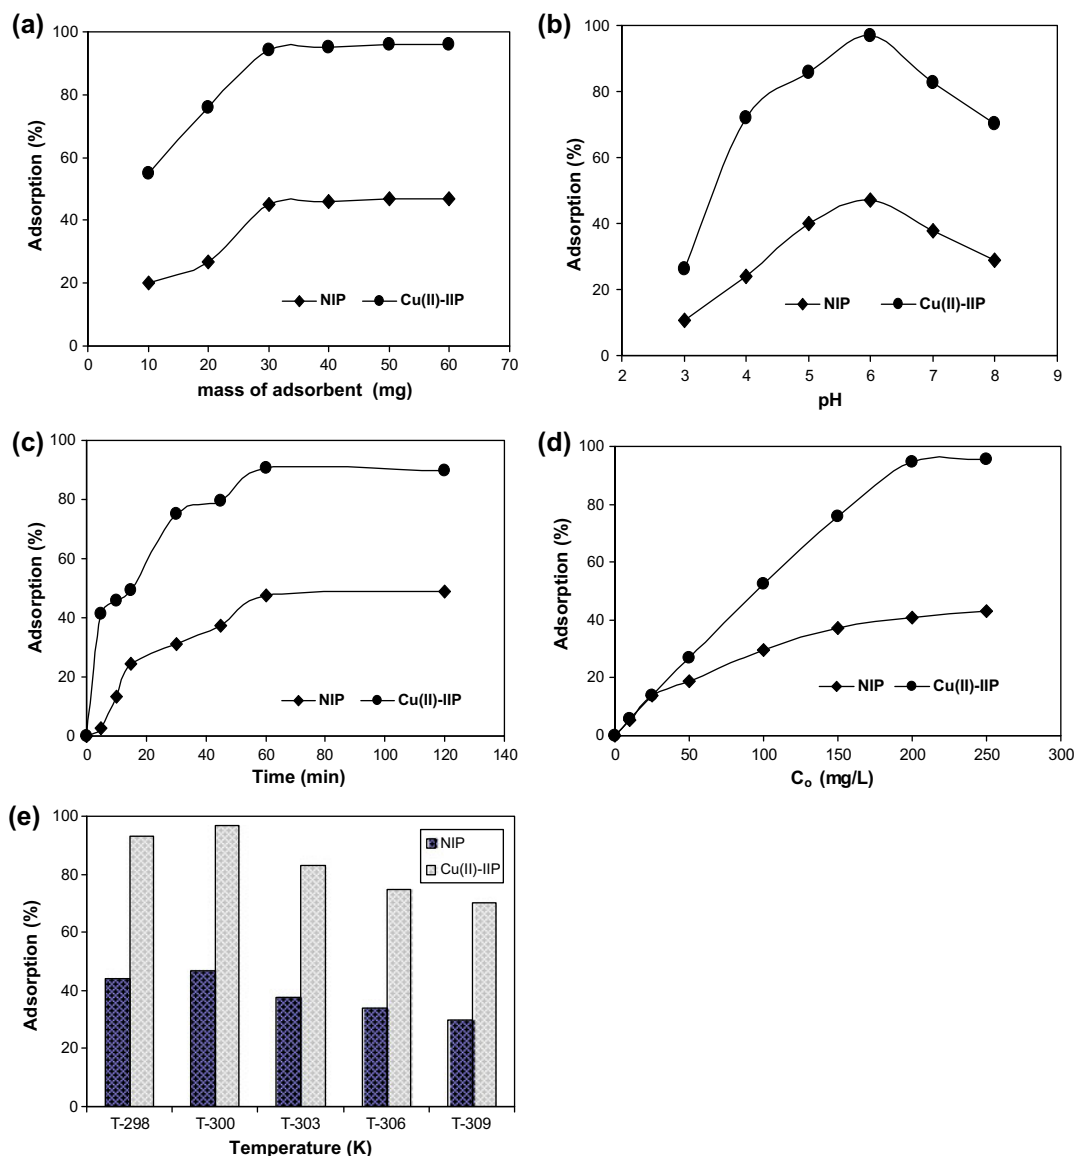 (a)
100
80
60
40
20
0
Adsorption (%)
NIP Cu(II)-IIP
0 10 20 30 40 50 60 70
mass of adsorbent (mg)
(b)
100
80
60
40
20
0
Adsorption (%)
NIP Cu(II)-IIP
2 3 4 5 6 7 8 9
pH
(c)
100
80
60
40
20
0
Adsorption (%)
NIP Cu(II)-IIP
0 20 40 60 80 100 120 140
Time (min)
(d)
100
80
60
40
20
0
Adsorption (%)
NIP Cu(II)-IIP
0 50 100 150 200 250 300
Co (mg/L)
(e)
100
80
60
40
20
0
Adsorption (%)
NIP
Cu(II)-IIP
T-298 T-300 T-303 T-306 T-309
Temperature (K)